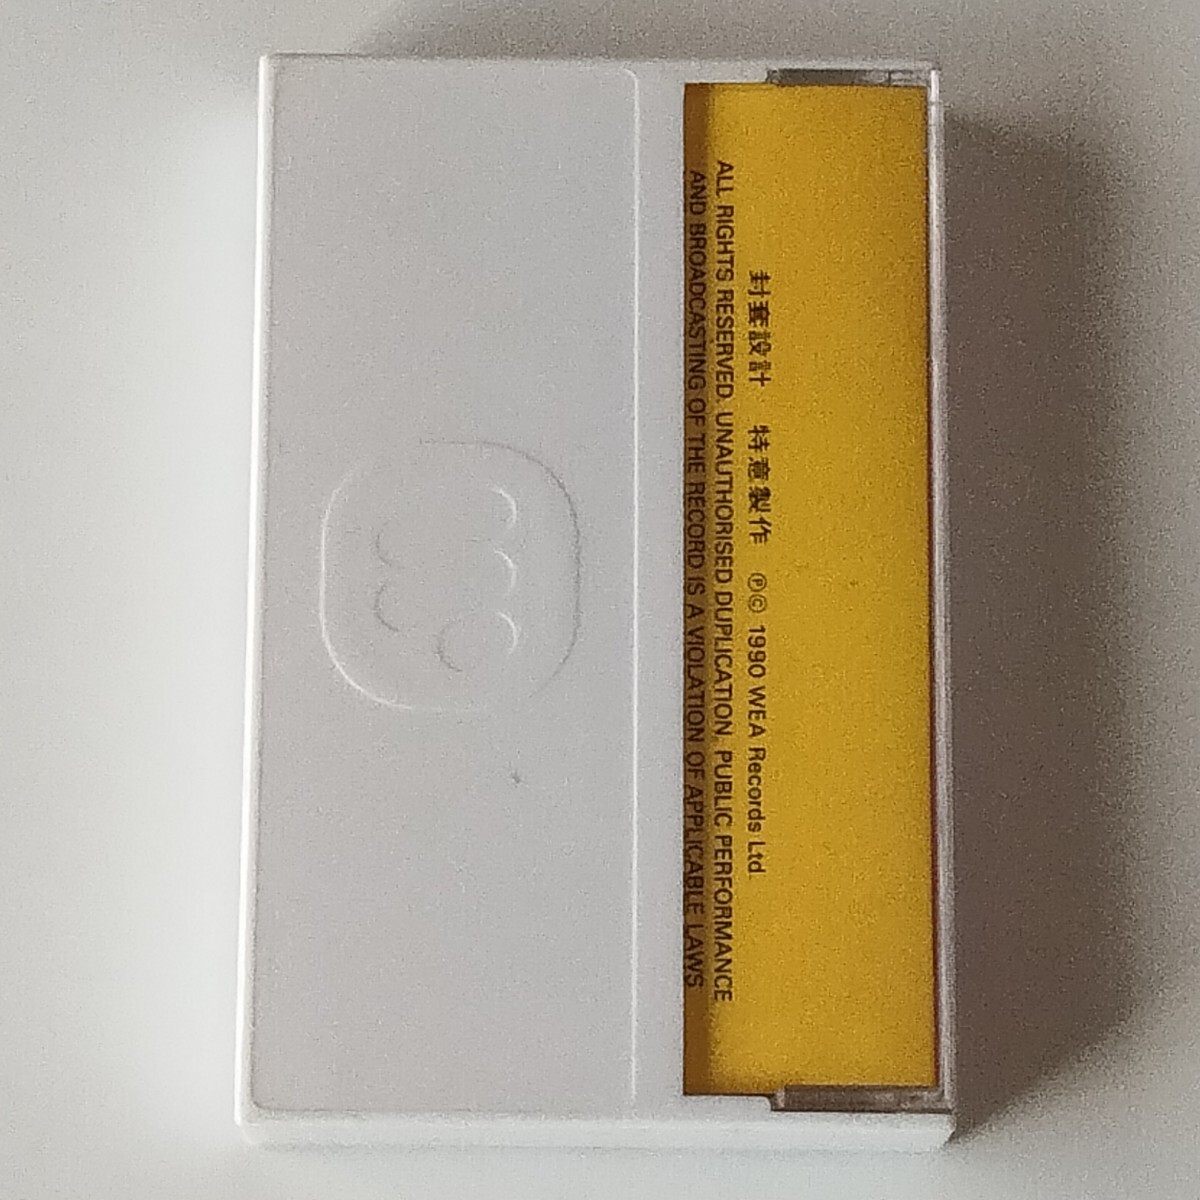 封套設計 特意製作 ℗© 1990 WEA Records Ltd.
ALL RIGHTS RESERVED. UNAUTHORISED DUPLICATION, PUBLIC PERFORMANCE
AND BROADCASTING OF THE RECORD IS A VIOLATION OF APPLICABLE LAWS